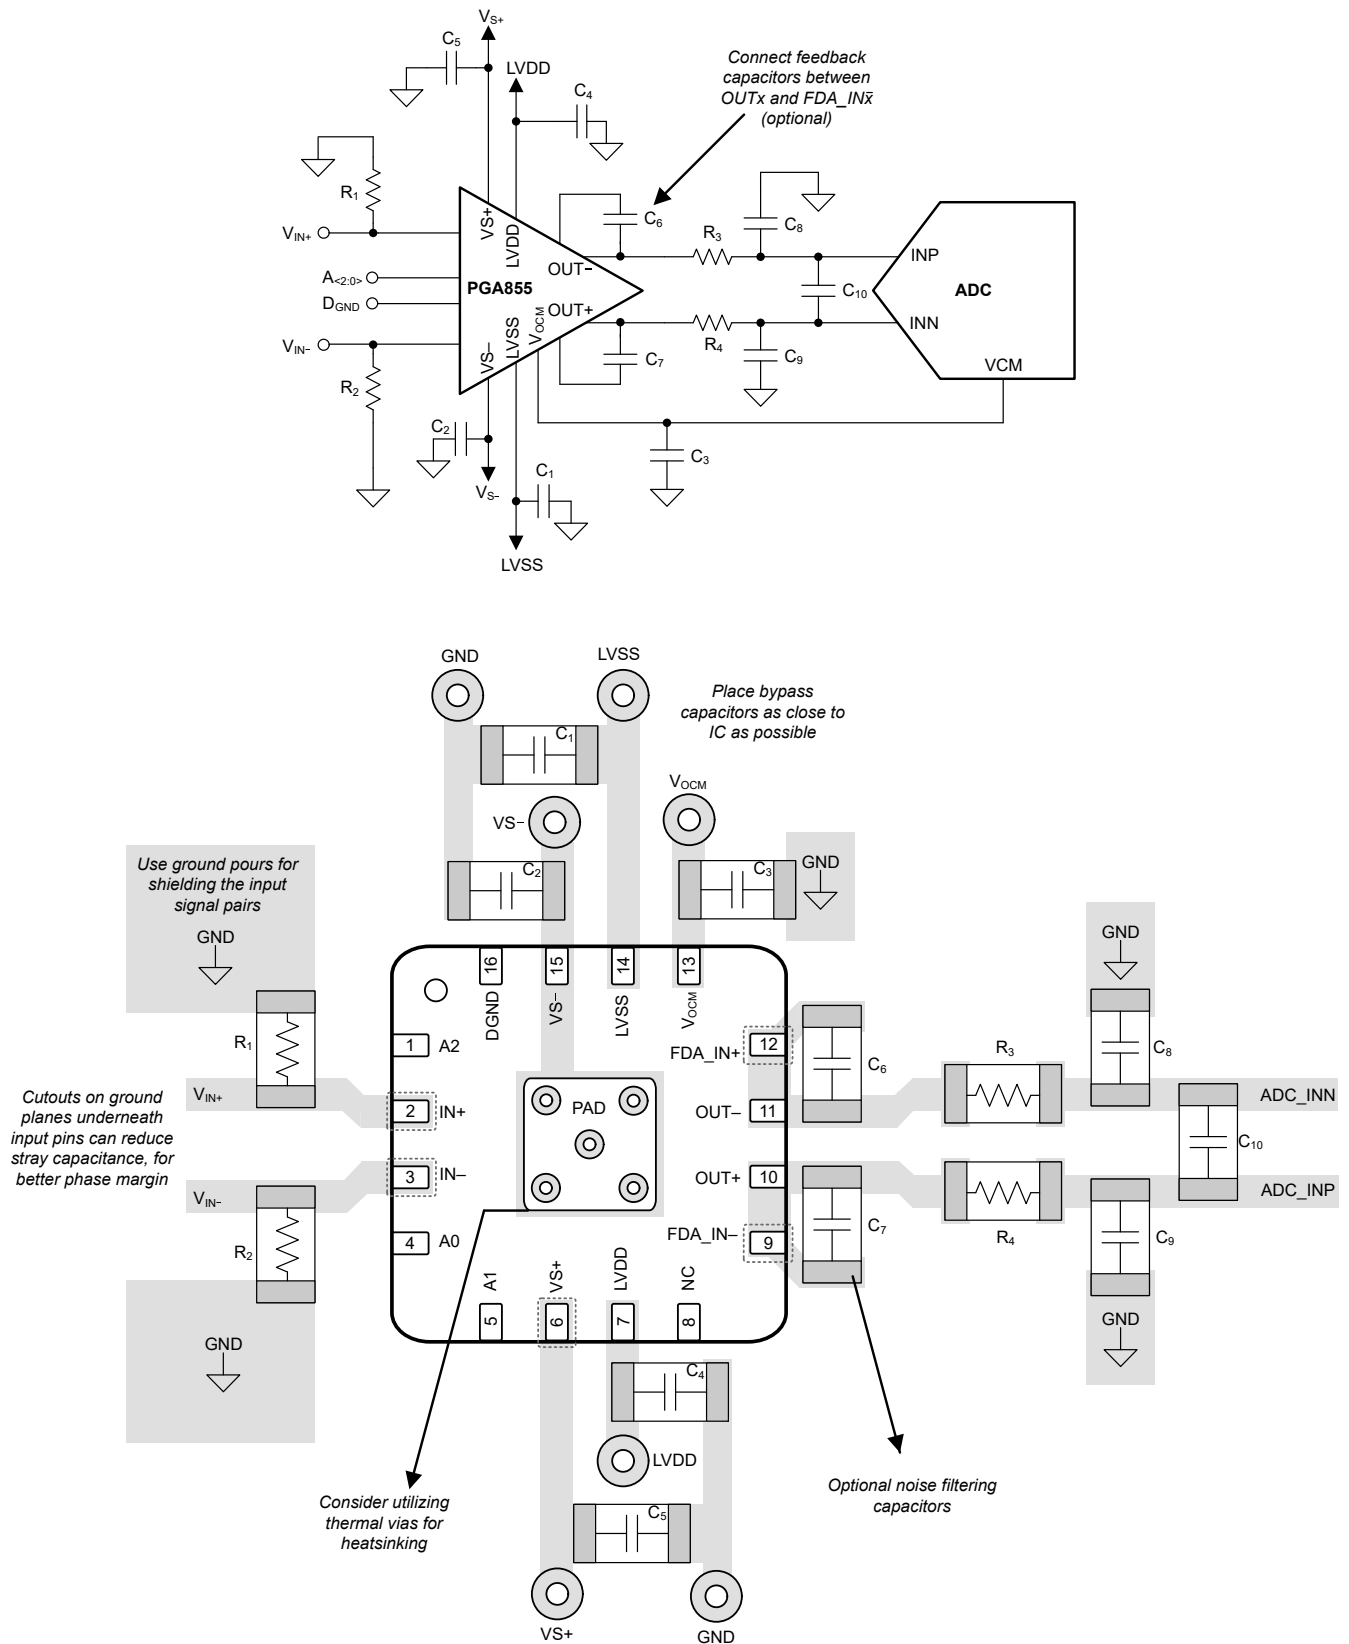 VS+
C5
LVDD
C4
Connect feedback
capacitors between
OUTx and FDA_INx̄
(optional)
R1
VIN+
A<2:0>
DGND
VIN–
R2
VS+
LVDD
OUT–
PGA855
OUT+
VOCM
LVSS
VS–
C6
R3
C8
C10
INP
ADC
INN
VCM
C7
R4
C9
C2
VS–
C1
C3
LVSS
GND
LVSS
Place bypass
capacitors as close to
IC as possible
C1
VOCM
VS–
C2
C3
GND
Use ground pours for
shielding the input
signal pairs
GND
GND
16
15
14
13
DGND
VS–
LVSS
VOCM
R1
1
A2
FDA_IN+
12
C6
R3
C8
Cutouts on ground
planes underneath
input pins can reduce
stray capacitance, for
better phase margin
VIN+
2
IN+
PAD
OUT–
11
ADC_INN
C10
VIN–
3
IN–
OUT+
10
ADC_INP
R2
4
A0
FDA_IN–
9
C7
R4
C9
A1
VS+
LVDD
NC
5
6
7
8
GND
GND
C4
LVDD
Optional noise filtering
capacitors
Consider utilizing
thermal vias for
heatsinking
C5
VS+
GND